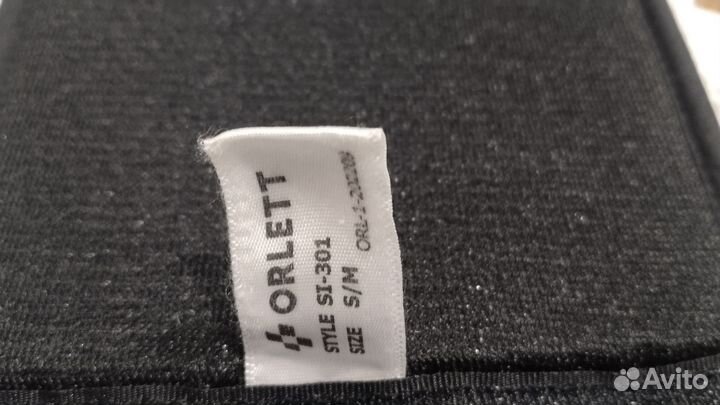 ORLETT
STYLE SI-301
SIZE S/M
Avito